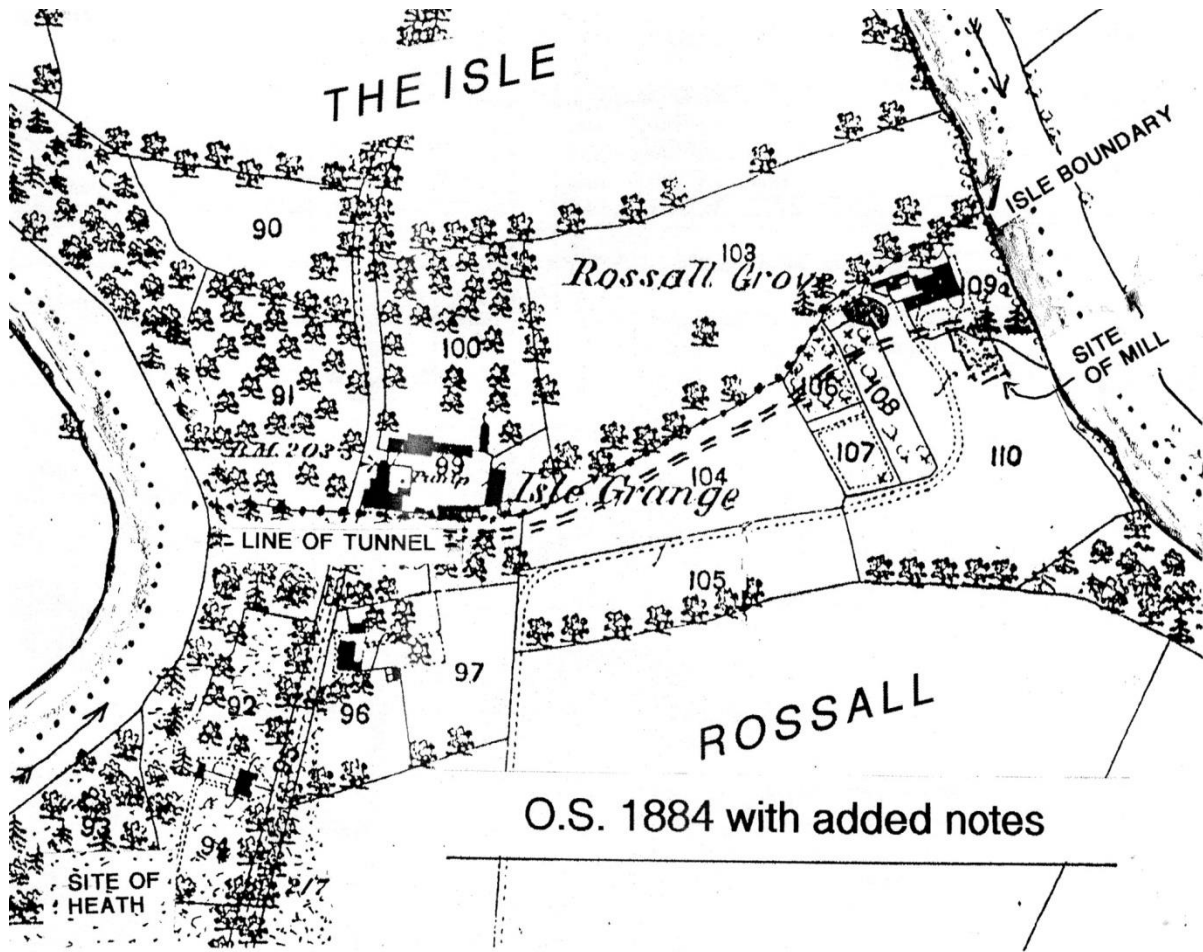 THE ISLE
ISLE BOUNDARY
90
103
Rossall Grove
109
100
SITE
OF MILL
91
106
108
B.M. 203
99
Pump
107
110
104
Isle Grange
LINE OF TUNNEL
105
97
92
96
ROSSALL
93
O.S. 1884 with added notes
94
SITE OF
HEATH
217